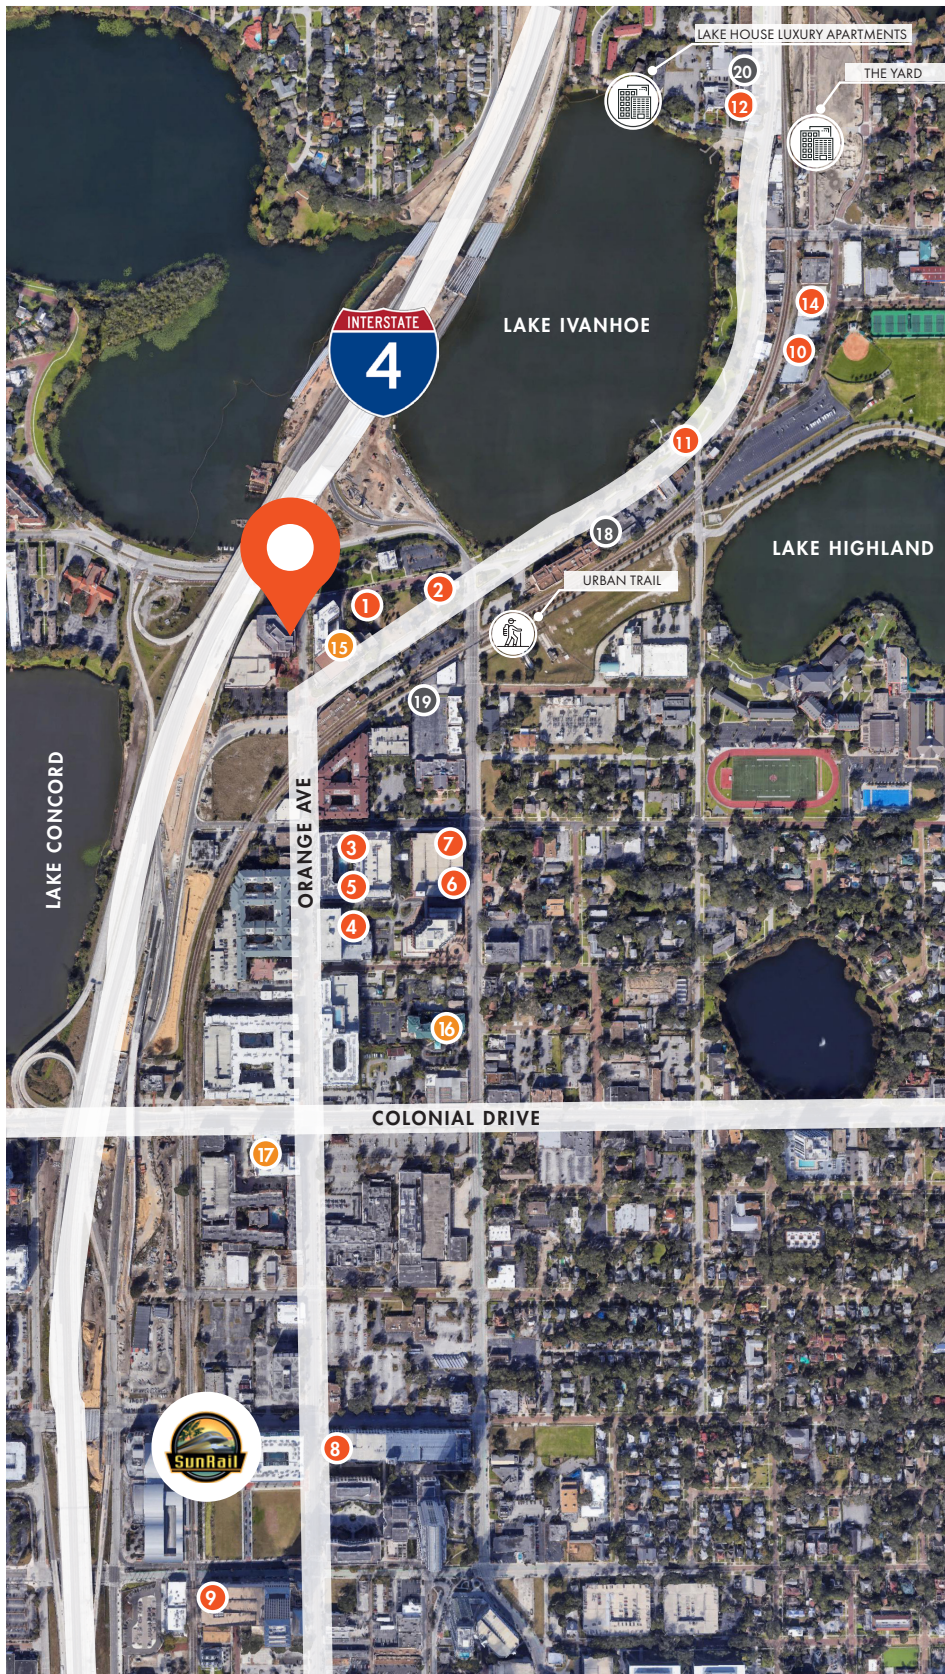 LAKE HOUSE LUXURY APARTMENTS
20
THE YARD
12
14
INTERSTATE
4
LAKE IVANHOE
10
11
18
LAKE HIGHLAND
URBAN TRAIL
2
1
15
19
LAKE CONCORD
ORANGE AVE
3
7
5
6
4
16
COLONIAL DRIVE
17
SunRail
8
9